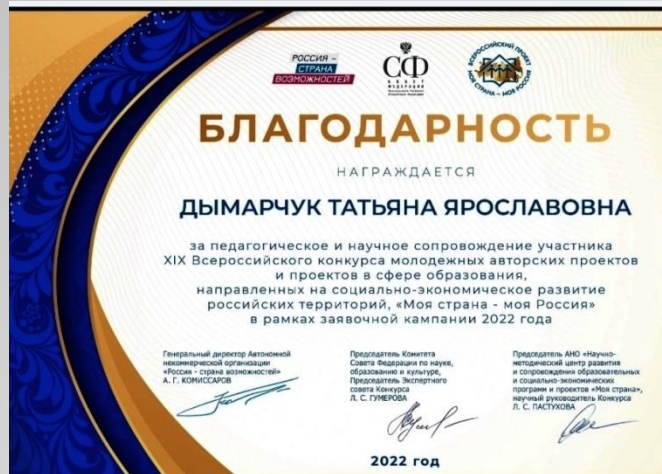 РОССИЯ –
СТРАНА
ВОЗМОЖНОСТЕЙ
СФ
СОВЕТ
ФЕДЕРАЦИИ
ВСЕРОССИЙСКИЙ ПРОЕКТ
МОЯ СТРАНА – МОЯ РОССИЯ
БЛАГОДАРНОСТЬ
НАГРАЖДАЕТСЯ
ДЫМАРЧУК ТАТЬЯНА ЯРОСЛАВОВНА
за педагогическое и научное сопровождение участника
XIX Всероссийского конкурса молодежных авторских проектов
и проектов в сфере образования,
направленных на социально-экономическое развитие
российских территорий, «Моя страна - моя Россия»
в рамках заявочной кампании 2022 года
Генеральный директор Автономной
некоммерческой организации
«Россия - страна возможностей»
А. Г. КОМИССАРОВ
Председатель Комитета
Совета Федерации по науке,
образованию и культуре,
Председатель Экспертного
совета Конкурса
Л. С. ГУМЕРОВА
Председатель АНО «Научно-
методический центр развития
и сопровождения образовательных
и социально-экономических
программ и проектов «Моя страна»,
научный руководитель Конкурса
Л. С. ПАСТУХОВА
2022 год